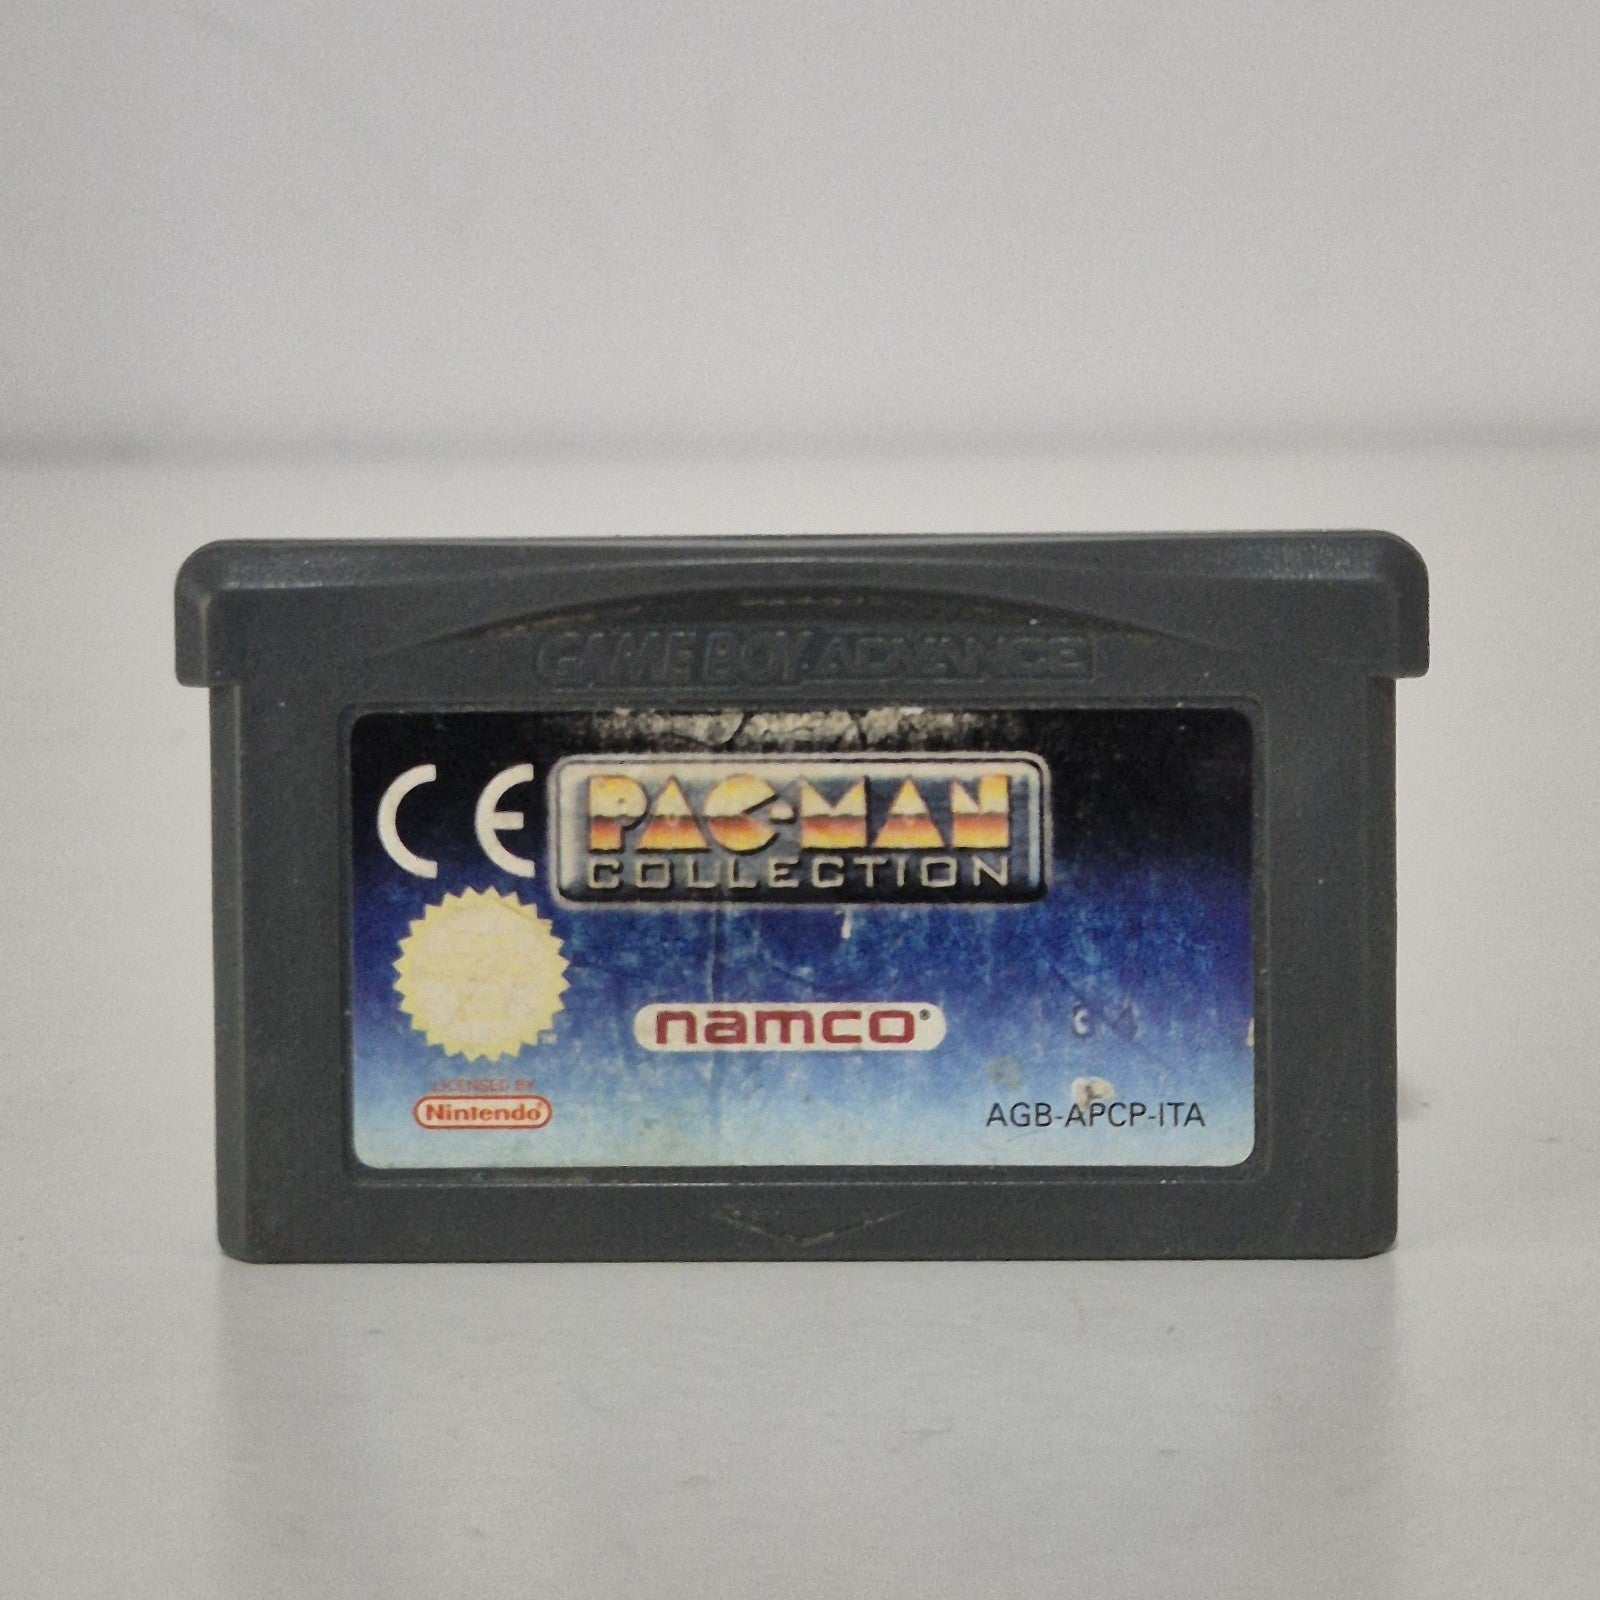 GAME BOY ADVANCE
CE
PAC-MAN
COLLECTION
namco®
LICENSED BY
Nintendo®
AGB-APCP-ITA